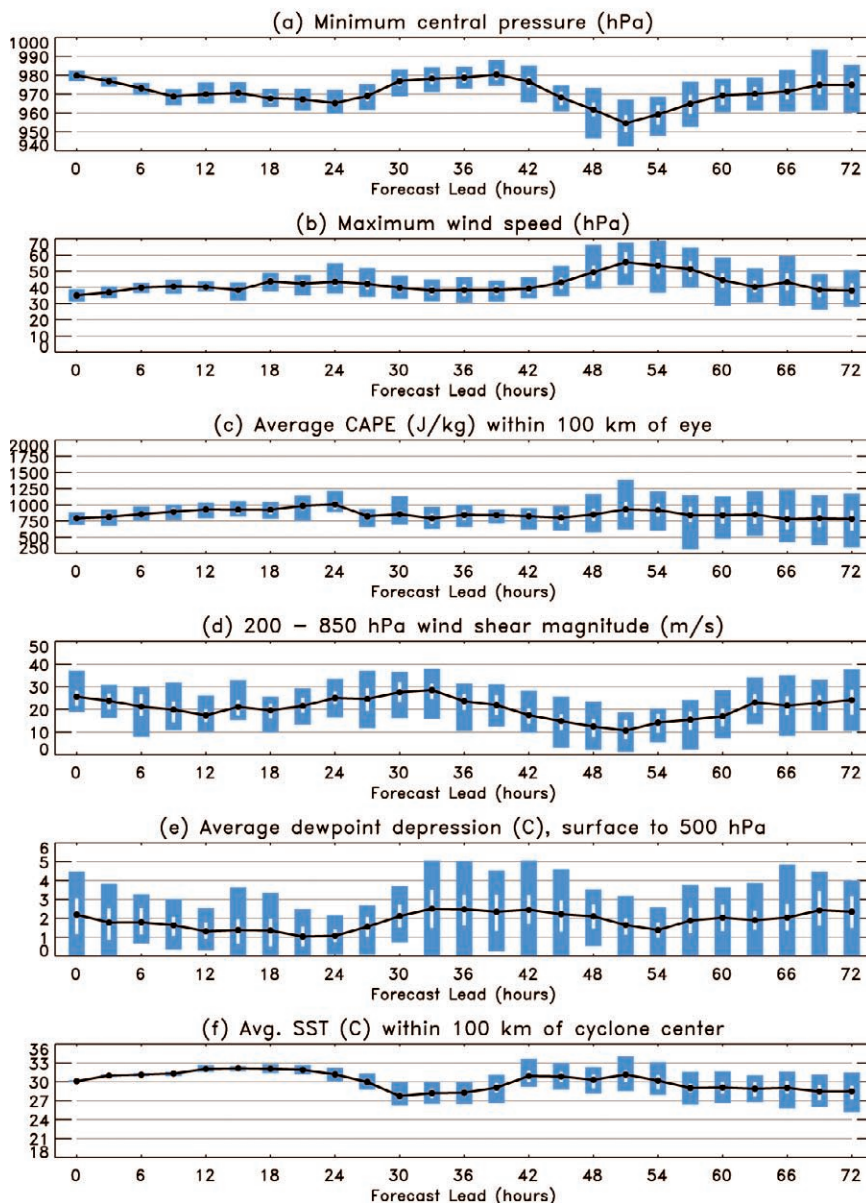 (a) Minimum central pressure (hPa)
1000
990
980
970
960
950
940
0 6 12 18 24 30 36 42 48 54 60 66 72
Forecast Lead (hours)
(b) Maximum wind speed (hPa)
70
60
50
40
30
20
10
0
0 6 12 18 24 30 36 42 48 54 60 66 72
Forecast Lead (hours)
(c) Average CAPE (J/kg) within 100 km of eye
2000
1750
1500
1250
1000
750
500
250
0 6 12 18 24 30 36 42 48 54 60 66 72
Forecast Lead (hours)
(d) 200 – 850 hPa wind shear magnitude (m/s)
50
40
30
20
10
0
0 6 12 18 24 30 36 42 48 54 60 66 72
Forecast Lead (hours)
(e) Average dewpoint depression (C), surface to 500 hPa
6
5
4
3
2
1
0
0 6 12 18 24 30 36 42 48 54 60 66 72
Forecast Lead (hours)
(f) Avg. SST (C) within 100 km of cyclone center
36
33
30
27
24
21
18
0 6 12 18 24 30 36 42 48 54 60 66 72
Forecast Lead (hours)